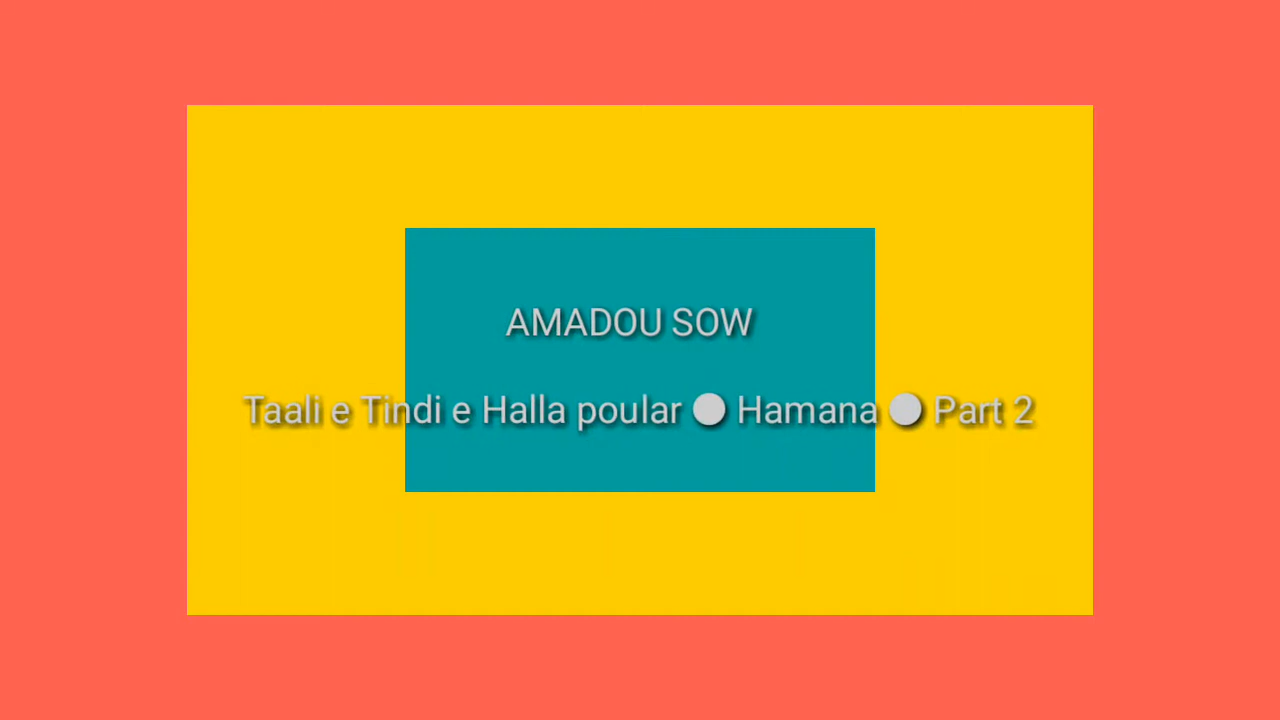 AMADOU SOW
Taali e Tindi e Halla poular ● Hamana ● Part 2